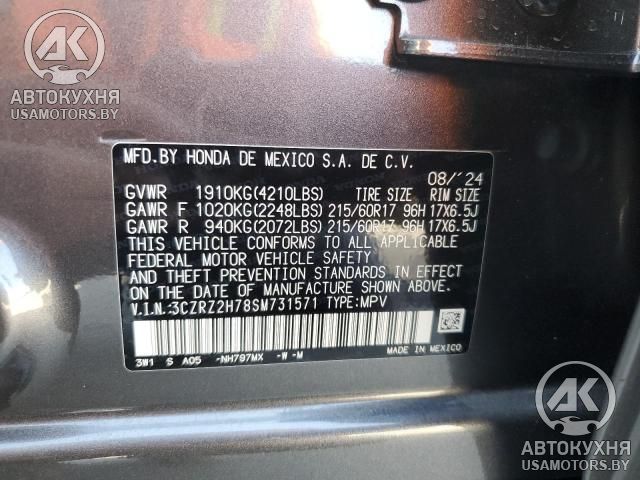 AK
АВТОКУХНЯ
USAMOTORS.BY
MFD.BY HONDA DE MEXICO S.A. DE C.V.
08/'24
GVWR 1910KG(4210LBS) TIRE SIZE RIM SIZE
GAWR F 1020KG(2248LBS) 215/60R17 96H 17X6.5J
GAWR R 940KG(2072LBS) 215/60R17 96H 17X6.5J
THIS VEHICLE CONFORMS TO ALL APPLICABLE
FEDERAL MOTOR VEHICLE SAFETY
AND THEFT PREVENTION STANDARDS IN EFFECT
ON THE DATE OF MANUFACTURE SHOWN ABOVE.
V.I.N.:3CZRZ2H78SM731571 TYPE:MPV
3W1 S A05 -NH797MX -W -M MADE IN MEXICO
AK
АВТОКУХНЯ
USAMOTORS.BY